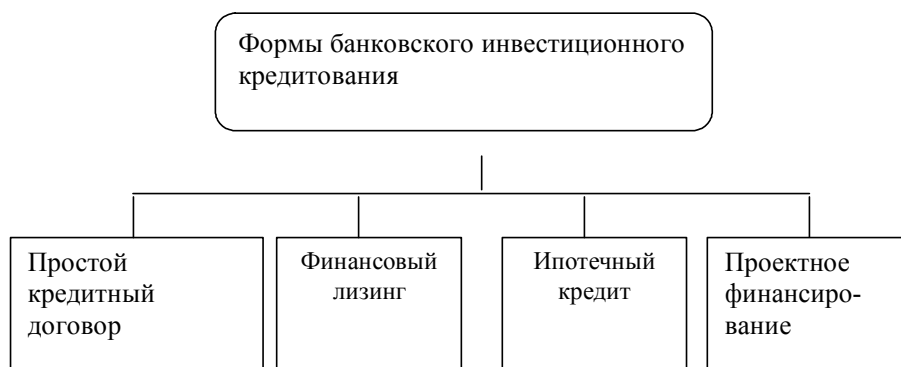 Формы банковского инвестиционного
кредитования
Простой
кредитный
договор
Финансовый
лизинг
Ипотечный
кредит
Проектное
финансиро-
вание